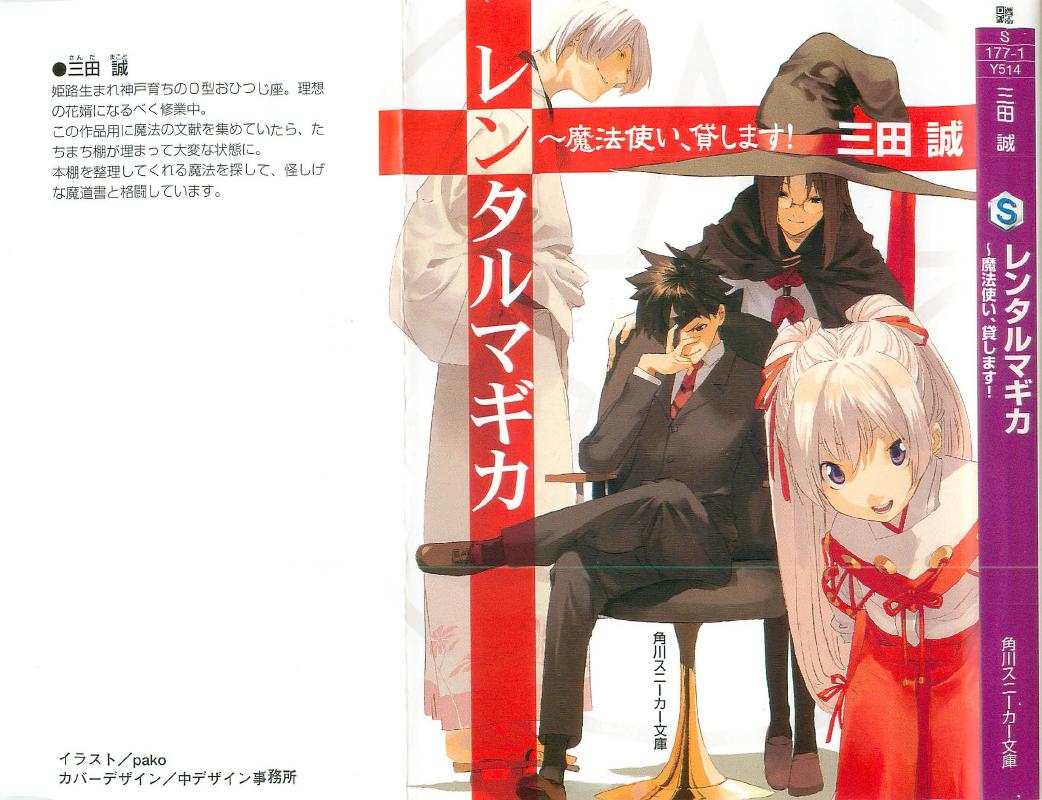 さんだ まこと
●三田 誠
姫路生まれ神戸育ちのO型おひつじ座。理想
の花婿になるべく修業中。
この作品用に魔法の文献を集めていたら、た
ちまち棚が埋まって大変な状態に。
本棚を整理してくれる魔法を探して、怪しげ
な魔道書と格闘しています。
イラスト／pako
カバーデザイン／中デザイン事務所
レンタルマギカ
～魔法使い、貸します!
三田 誠
角川スニーカー文庫
S
177-1
Y514
三田 誠
S
レンタルマギカ
～魔法使い、貸します!
角川スニーカー文庫